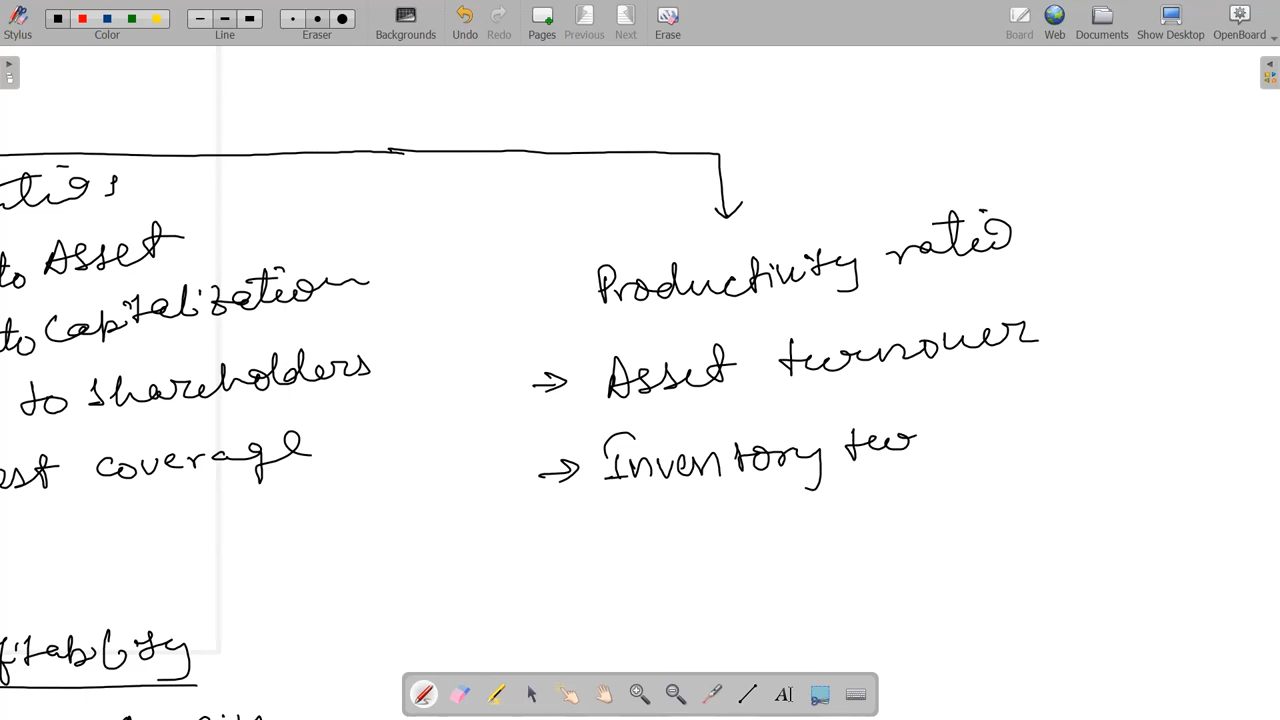 Stylus
Color
Line
Eraser
Backgrounds
Undo
Redo
Pages
Previous
Next
Erase
Board
Web
Documents
Show Desktop
OpenBoard
to Asset
to Capitalization
to shareholders
coverage
Productivity ratio
→ Asset turnover
→ Inventory tur